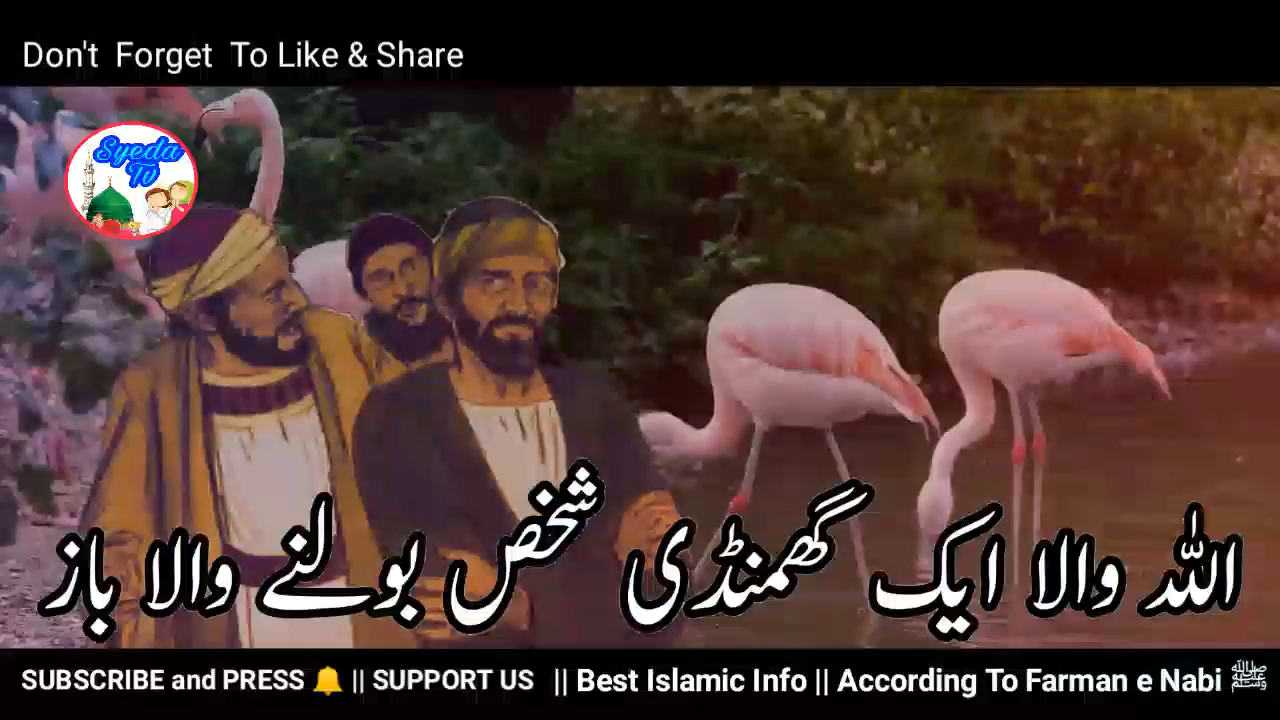 Don't Forget To Like & Share
Syeda
Tv
اللہ والا ایک گھمنڈی شخص بولنے والا باز
SUBSCRIBE and PRESS 🔔 || SUPPORT US || Best Islamic Info || According To Farman e Nabi ﷺ